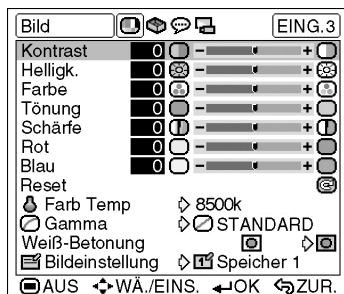 Bild EING.3
Kontrast 0 - +
Helligk. 0 - +
Farbe 0 - +
Tönung 0 - +
Schärfe 0 - +
Rot 0 - +
Blau 0 - +
Reset
Farb Temp 8500k
Gamma STANDARD
Weiß-Betonung
Bildeinstellung Speicher 1
AUS WÄ./EINS. OK ZUR.